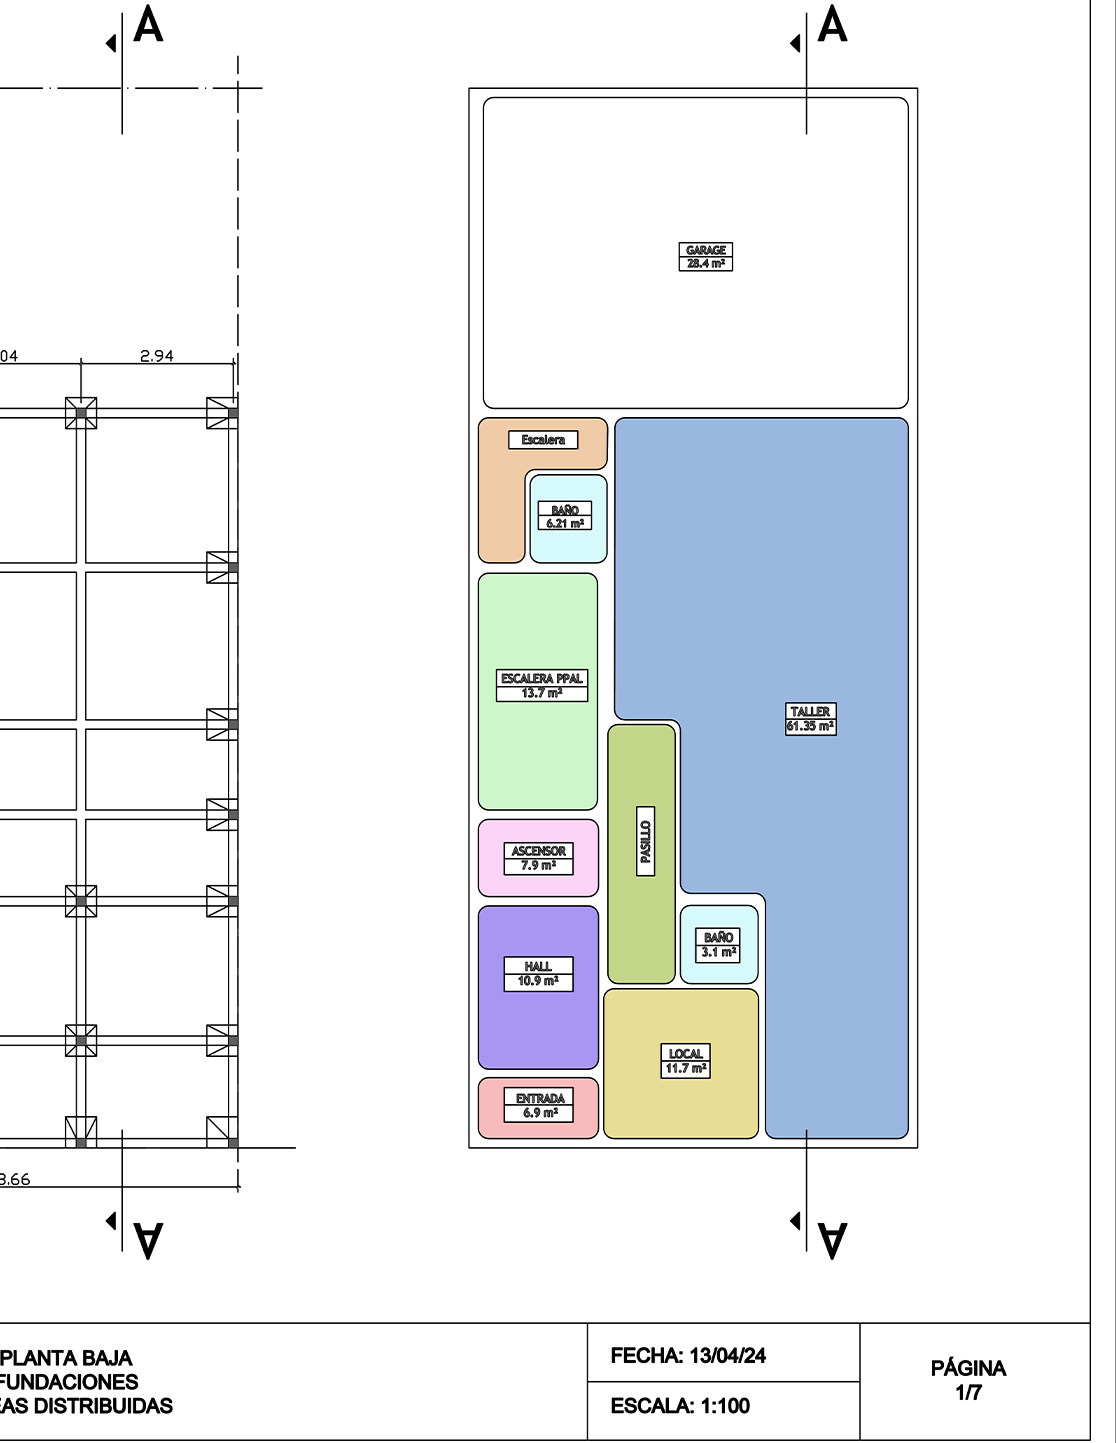 A
A
GARAGE
28.4 m²
04
2.94
Escalera
BAÑO
6.21 m²
ESCALERA PPAL
13.7 m²
TALLER
61.35 m²
PASILLO
ASCENSOR
7.9 m²
BAÑO
3.1 m²
HALL
10.9 m²
LOCAL
11.7 m²
ENTRADA
6.9 m²
8.66
A
A
PLANTA BAJA
FUNDACIONES
EAS DISTRIBUIDAS
FECHA: 13/04/24
ESCALA: 1:100
PÁGINA
1/7